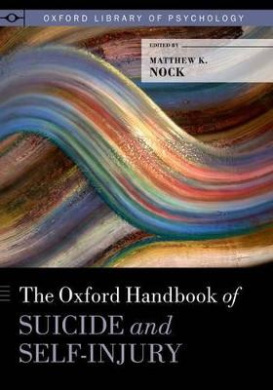 OXFORD LIBRARY OF PSYCHOLOGY
EDITED BY
MATTHEW K.
NOCK
The Oxford Handbook of
SUICIDE and
SELF-INJURY